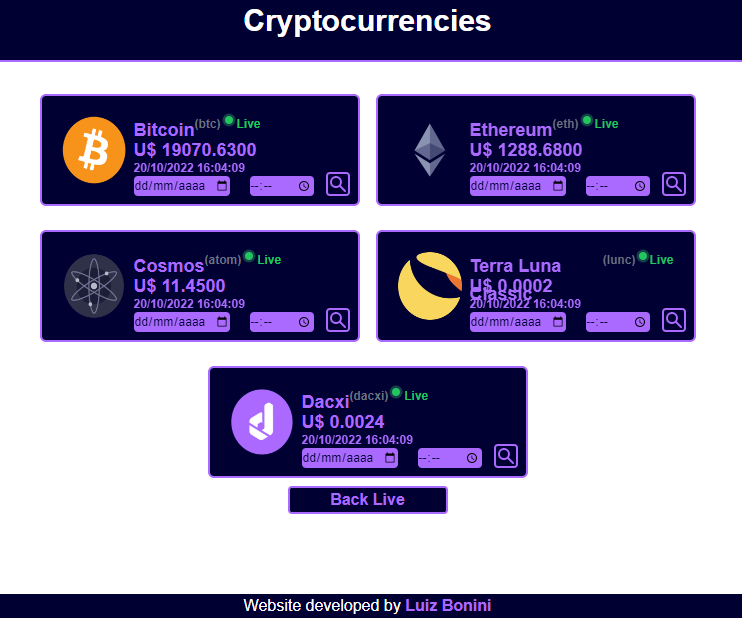 Cryptocurrencies
Bitcoin(btc) Live
U$ 19070.6300
20/10/2022 16:04:09
dd/mm/aaaa --:--
Ethereum(eth) Live
U$ 1288.6800
20/10/2022 16:04:09
dd/mm/aaaa --:--
Cosmos(atom) Live
U$ 11.4500
20/10/2022 16:04:09
dd/mm/aaaa --:--
Terra Luna (lunc) Live
U$ 0.0002
Classic
20/10/2022 16:04:09
dd/mm/aaaa --:--
Dacxi(dacxi) Live
U$ 0.0024
20/10/2022 16:04:09
dd/mm/aaaa --:--
Back Live
Website developed by Luiz Bonini